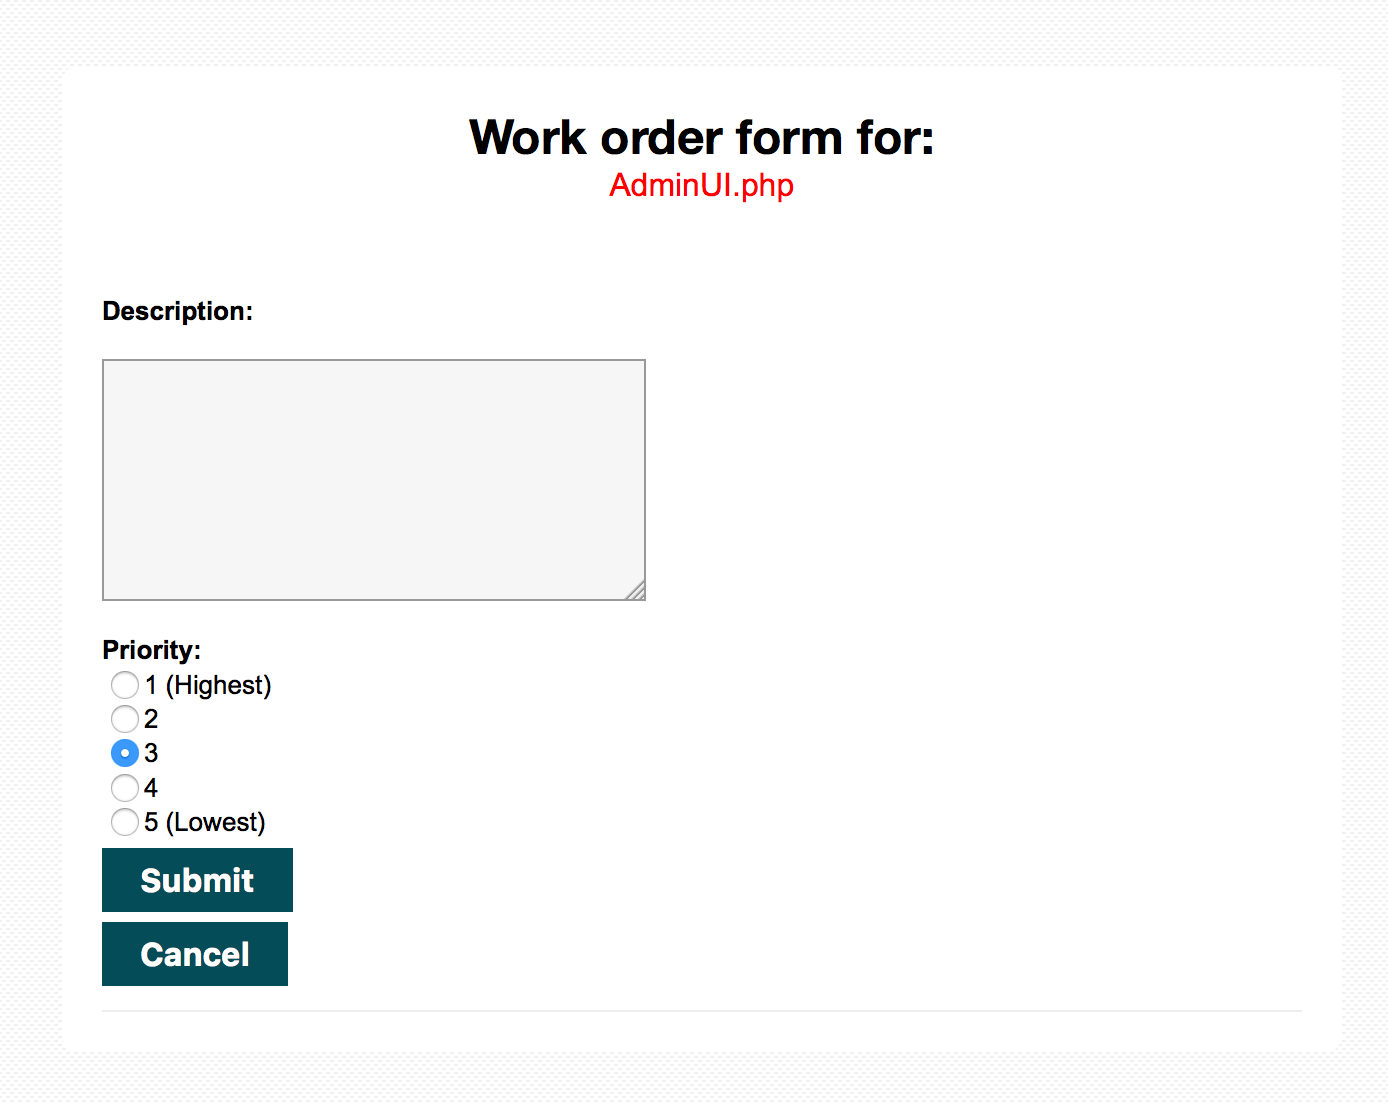 Work order form for:
AdminUI.php
Description:
Priority:
1 (Highest)
2
3
4
5 (Lowest)
Submit
Cancel